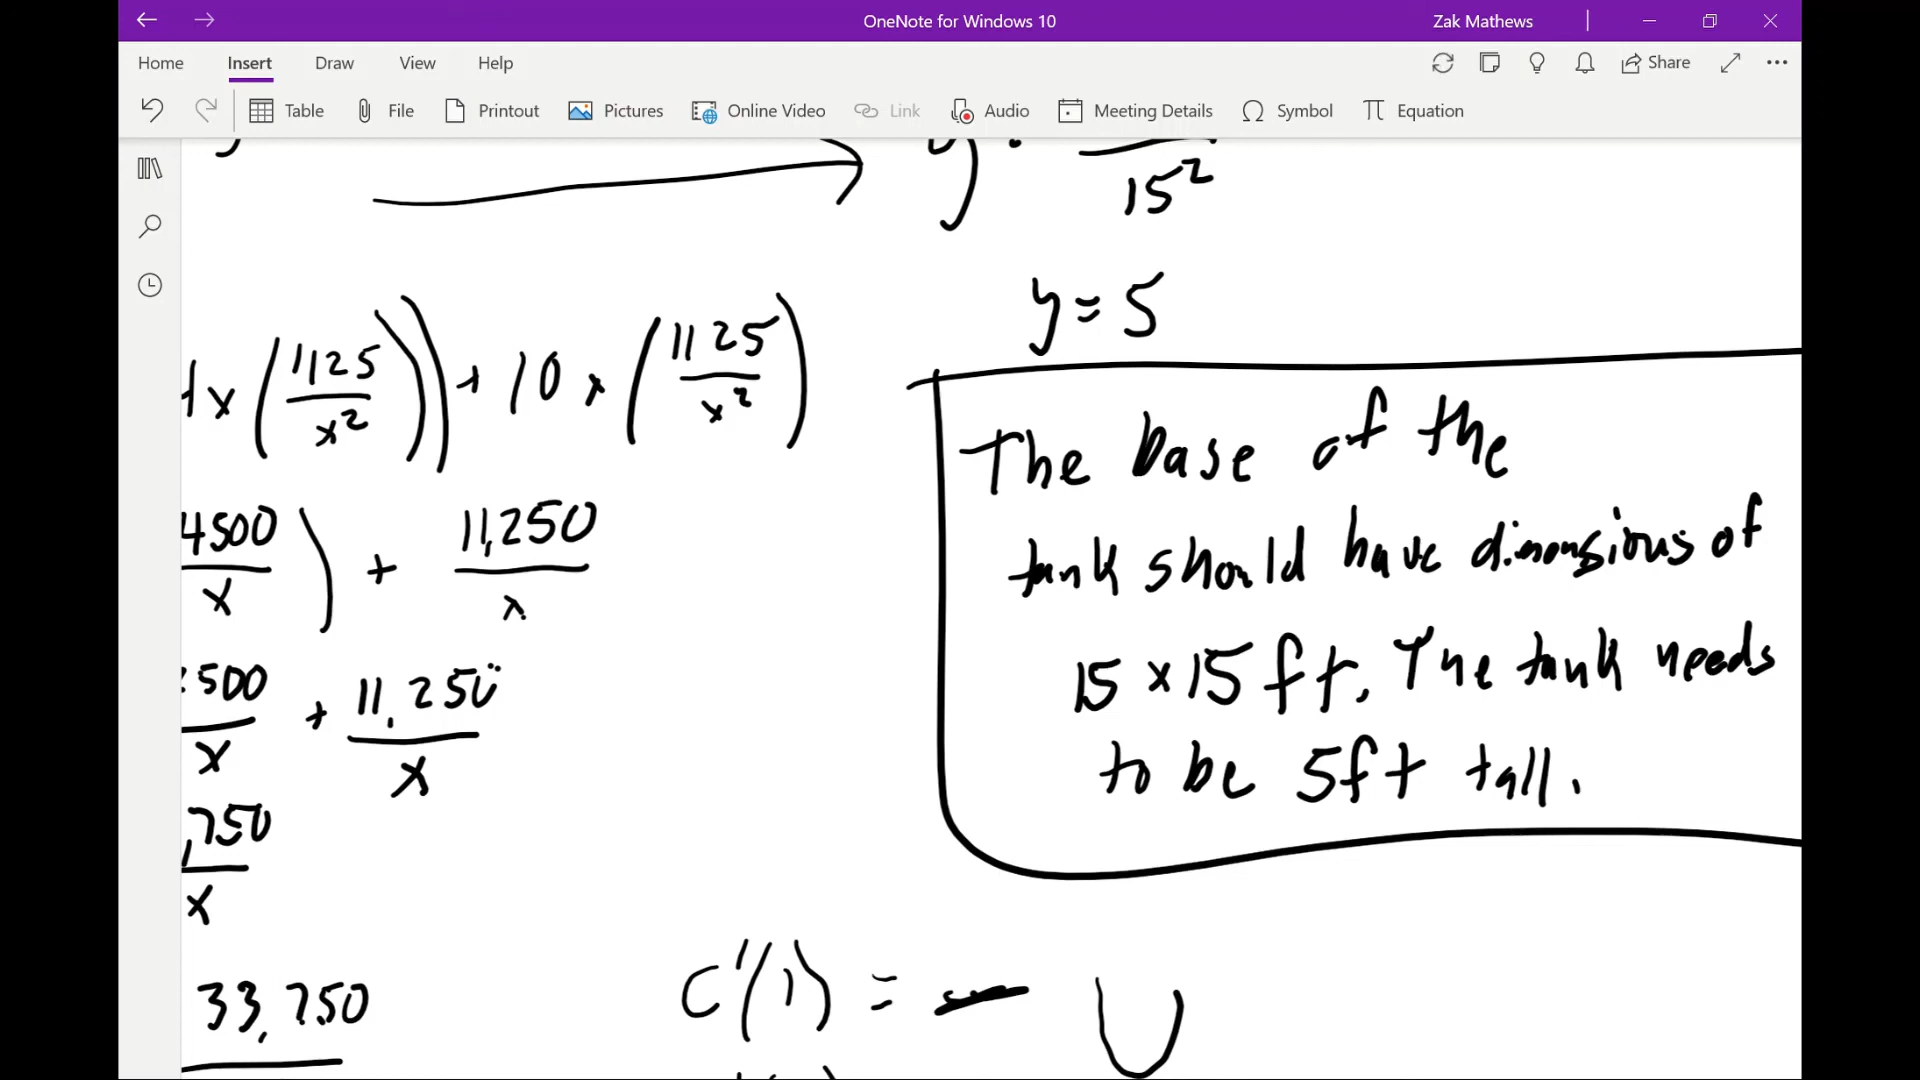 OneNote for Windows 10
Zak Mathews
Home Insert Draw View Help
Share
Table File Printout Pictures Online Video Link Audio Meeting Details Symbol Equation
15²
y = 5
x (1125/x²)) + 10x (1125/x²)
4500/x) + 11,250/x
500/x + 11,250/x
,750/x
33,750
The base of the
tank should have dimensions of
15 x 15 ft. The tank needs
to be 5ft tall.
C'(1) = −